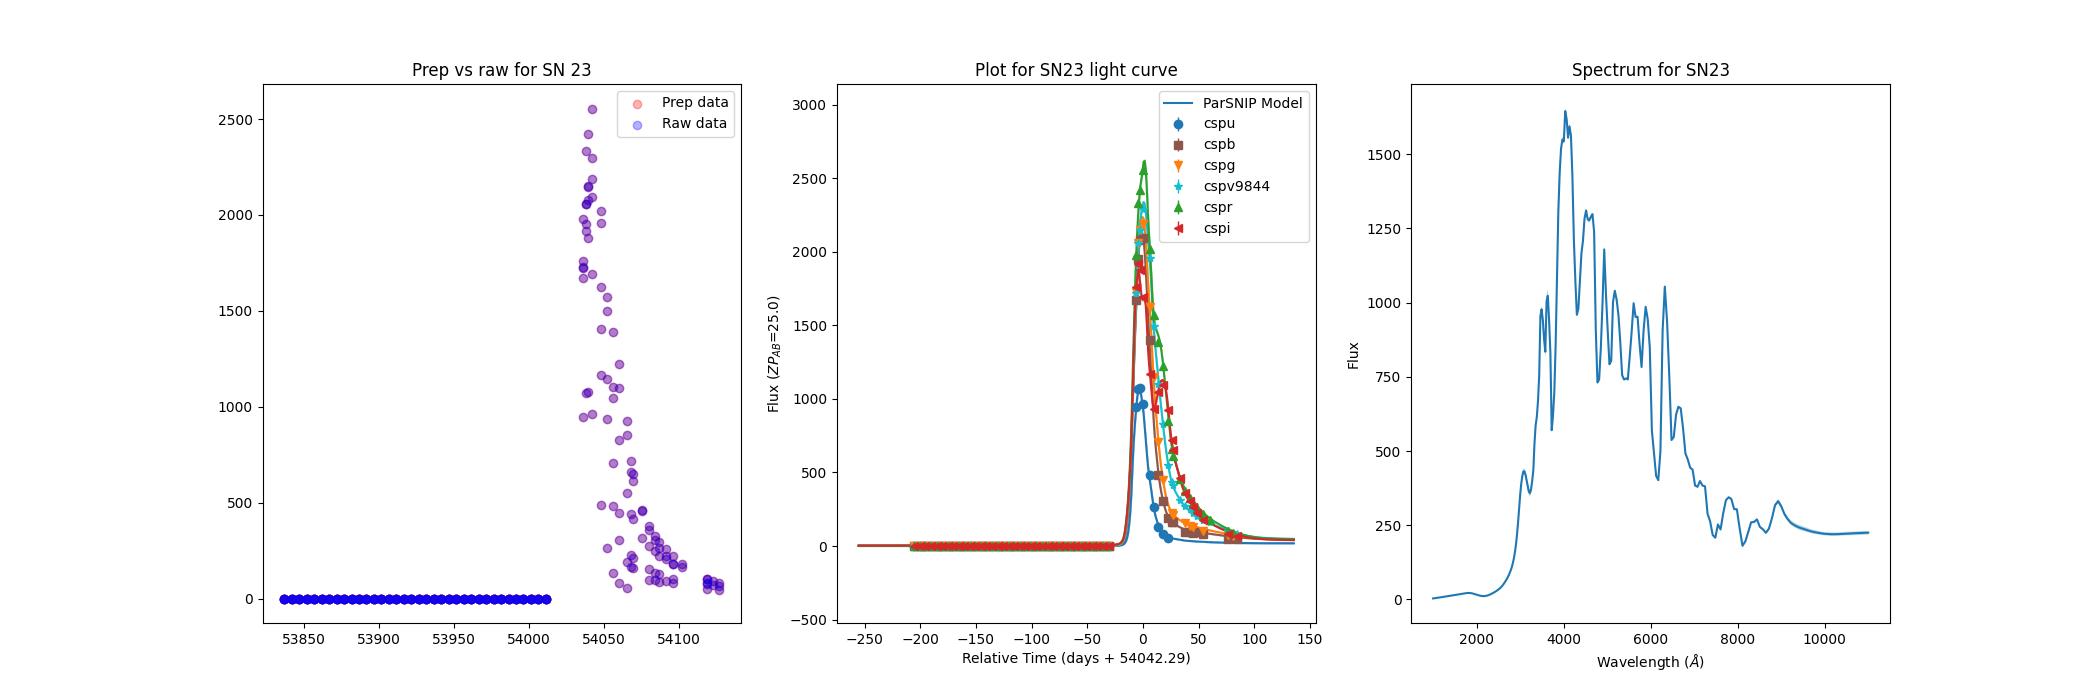 Prep vs raw for SN 23
Prep data
Raw data
2500
2000
1500
1000
500
0
53850 53900 53950 54000 54050 54100
Plot for SN23 light curve
ParSNIP Model
cspu
cspb
cspg
cspv9844
cspr
cspi
Flux (ZP_AB=25.0)
3000
2500
2000
1500
1000
500
0
−500
−250 −200 −150 −100 −50 0 50 100 150
Relative Time (days + 54042.29)
Spectrum for SN23
Flux
1500
1250
1000
750
500
250
0
2000 4000 6000 8000 10000
Wavelength (Å)